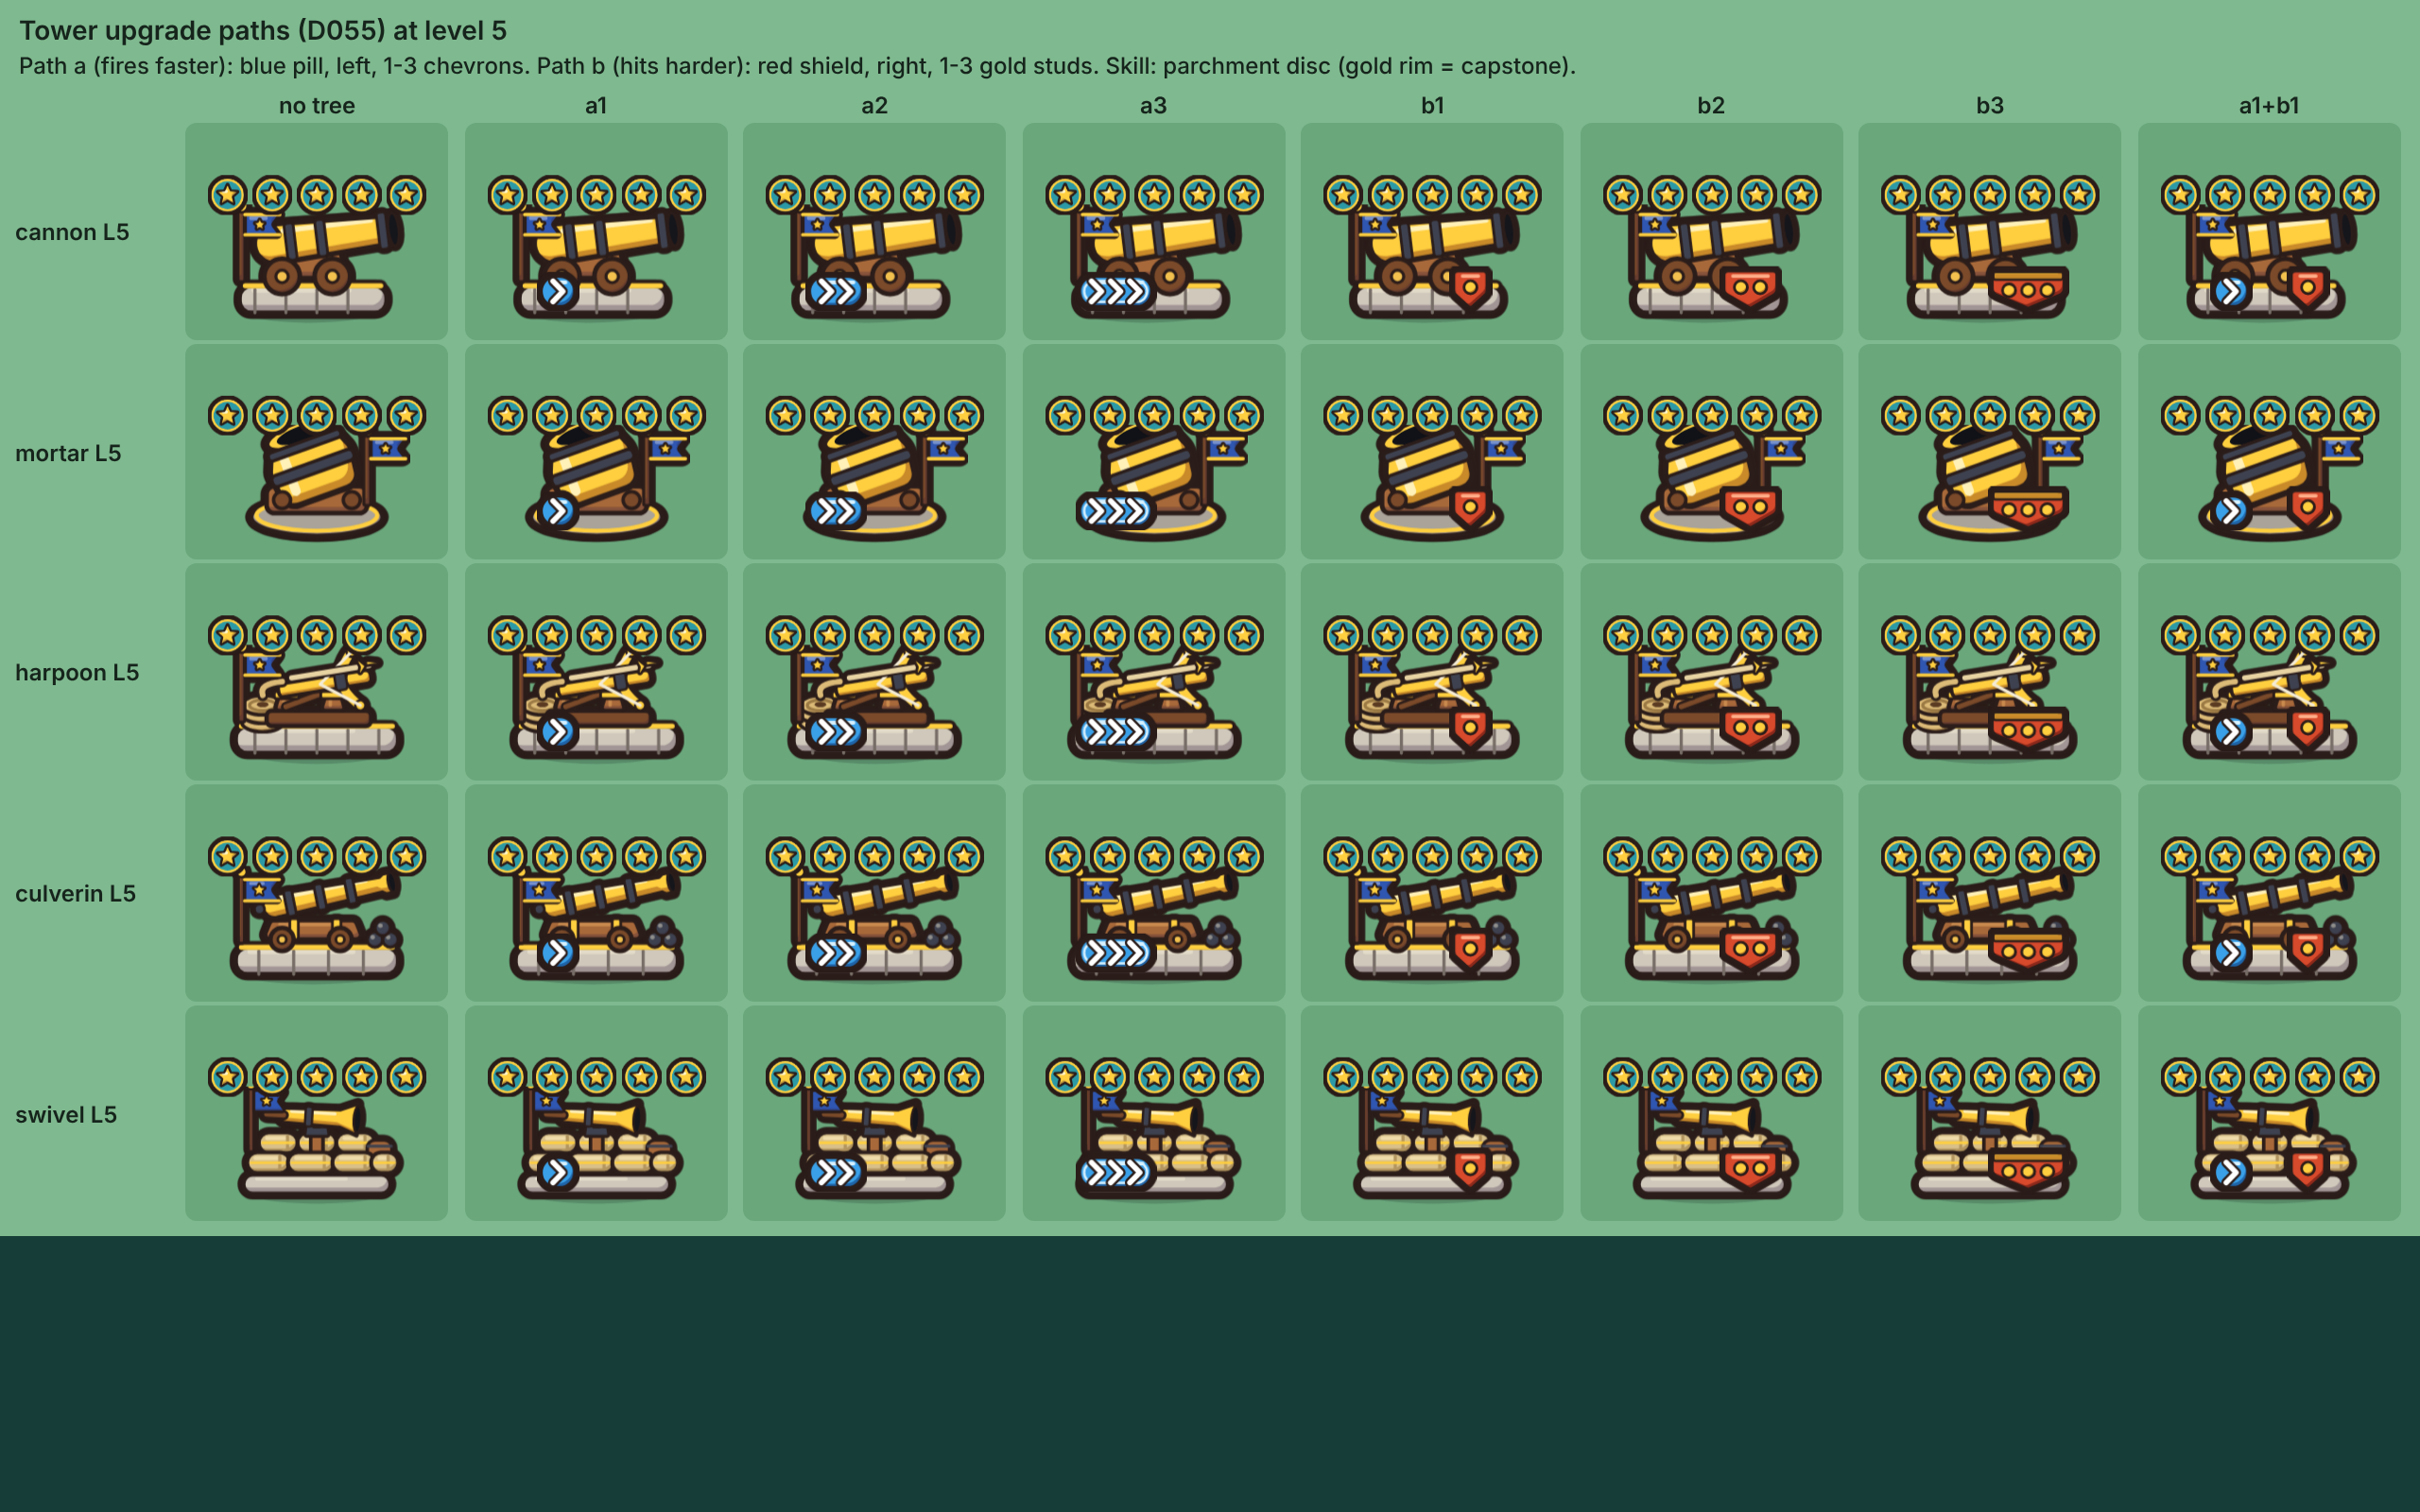 Tower upgrade paths (D055) at level 5
Path a (fires faster): blue pill, left, 1-3 chevrons. Path b (hits harder): red shield, right, 1-3 gold studs. Skill: parchment disc (gold rim = capstone).
no tree a1 a2 a3 b1 b2 b3 a1+b1
cannon L5
mortar L5
harpoon L5
culverin L5
swivel L5